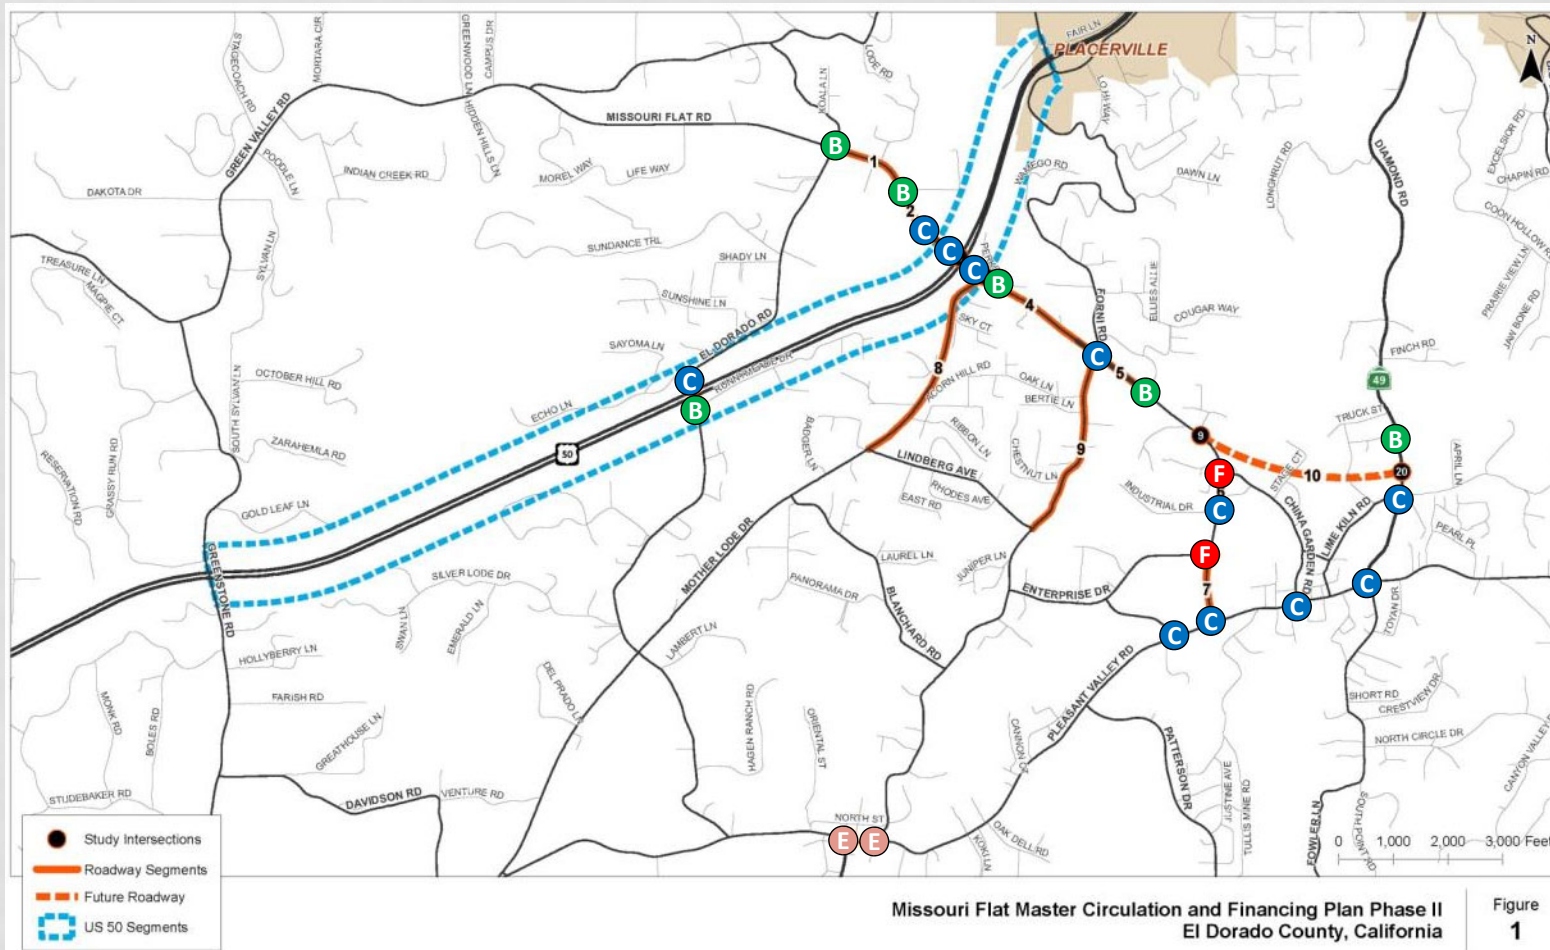 PLACERVILLE
FAIR LN
N
LO HI WAY
STAGECOACH RD
MORTARA CIR
GREENWOOD LN
CAMPUS DR
HIDDEN HILLS LN
KOALA LN
LODE RD
GREEN VALLEY RD
MISSOURI FLAT RD
POODLE LN
INDIAN CREEK RD
MOREL WAY
LIFE WAY
DAKOTA DR
B
1
B
2
C
C
C
B
WAMEGO RD
DAWN LN
LONGHRUT RD
DIAMOND RD
EXCELSIOR RD
CHAPIN RD
COON HOLLOW R
PRAIRIE VIEW LN
JAW BONE RD
TREASURE LN
MAGPIE CT
SYLVAN LN
SUNDANCE TRL
SHADY LN
SUNSHINE LN
EL DORADO RD
SAYOMA LN
SKY CT
4
FORNI RD
ELLIES ALLIE
COUGAR WAY
FINCH RD
49
OCTOBER HILL RD
SOUTH SYLVAN LN
ECHO LN
C
B
8
ACORN HILL RD
OAK LN
BERTIE LN
C
5
B
TRUCK ST
B
ZARAHEMLA RD
GRASSY RUN RD
RESERVATION RD
50
BADGER LN
RIBBON LN
CHESTNUT LN
9
9
10
20
APRIL LN
LINDBERG AVE
RHODES AVE
EAST RD
F
C
STAGE CT
INDUSTRIAL DR
CHINA GARDEN RD
LIME KILN RD
C
PEARL PL
GOLD LEAF LN
GREENSTONE RD
MOTHER LODE DR
LAUREL LN
JUNIPER LN
F
7
SILVER LODE DR
PANORAMA DR
BLANCHARD RD
ENTERPRISE DR
C
C
C
C
TOYAN DR
SWAN LN
EMERALD LN
LAMBERT LN
HOLLYBERRY LN
FARISH RD
DEL PRADO LN
PLEASANT VALLEY RD
SHORT RD
CRESTVIEW DR
MONK RD
BOLES RD
GREATHOUSE LN
HAGEN RANCH RD
ORIENTAL ST
CANNON CT
PATTERSON DR
NORTH CIRCLE DR
CANYON VALLEY
STUDEBAKER RD
DAVIDSON RD
VENTURE RD
NORTH ST
E
E
OAK DELL RD
KOKI LN
JUSTINE AVE
TULLIS MINE RD
FOWLER LN
SOUTH POINT RD
0 1,000 2,000 3,000 Feet
Study Intersections
Roadway Segments
Future Roadway
US 50 Segments
Missouri Flat Master Circulation and Financing Plan Phase II
El Dorado County, California
Figure
1